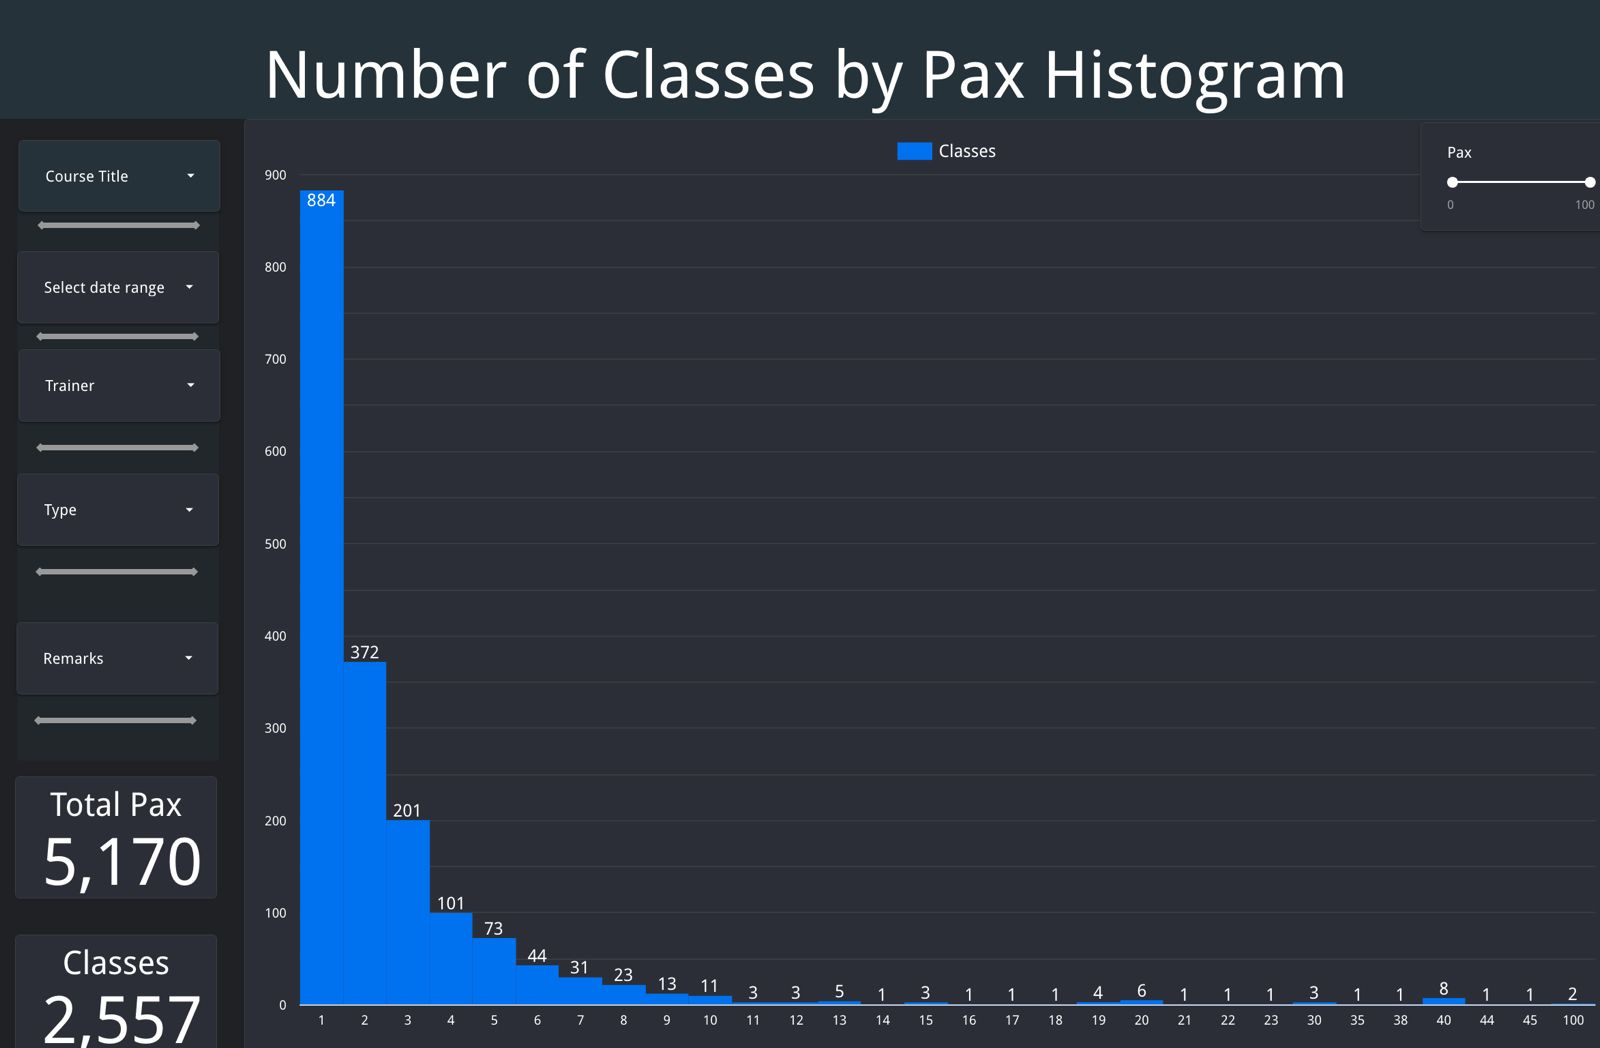 Number of Classes by Pax Histogram
Course Title
Select date range
Trainer
Type
Remarks
Total Pax
5,170
Classes
2,557
Classes
Pax
0 100
900
800
700
600
500
400
300
200
100
0
884 372 201 101 73 44 31 23 13 11 3 3 5 1 3 1 1 1 4 6 1 1 1 3 1 1 8 1 1 2
1 2 3 4 5 6 7 8 9 10 11 12 13 14 15 16 17 18 19 20 21 22 23 30 35 38 40 44 45 100